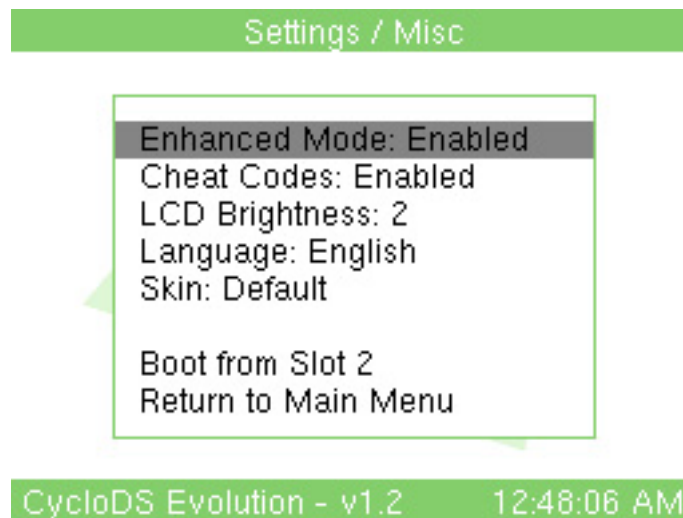 Settings / Misc
Enhanced Mode: Enabled
Cheat Codes: Enabled
LCD Brightness: 2
Language: English
Skin: Default
Boot from Slot 2
Return to Main Menu
CycloDS Evolution - v1.2 12:48:06 AM